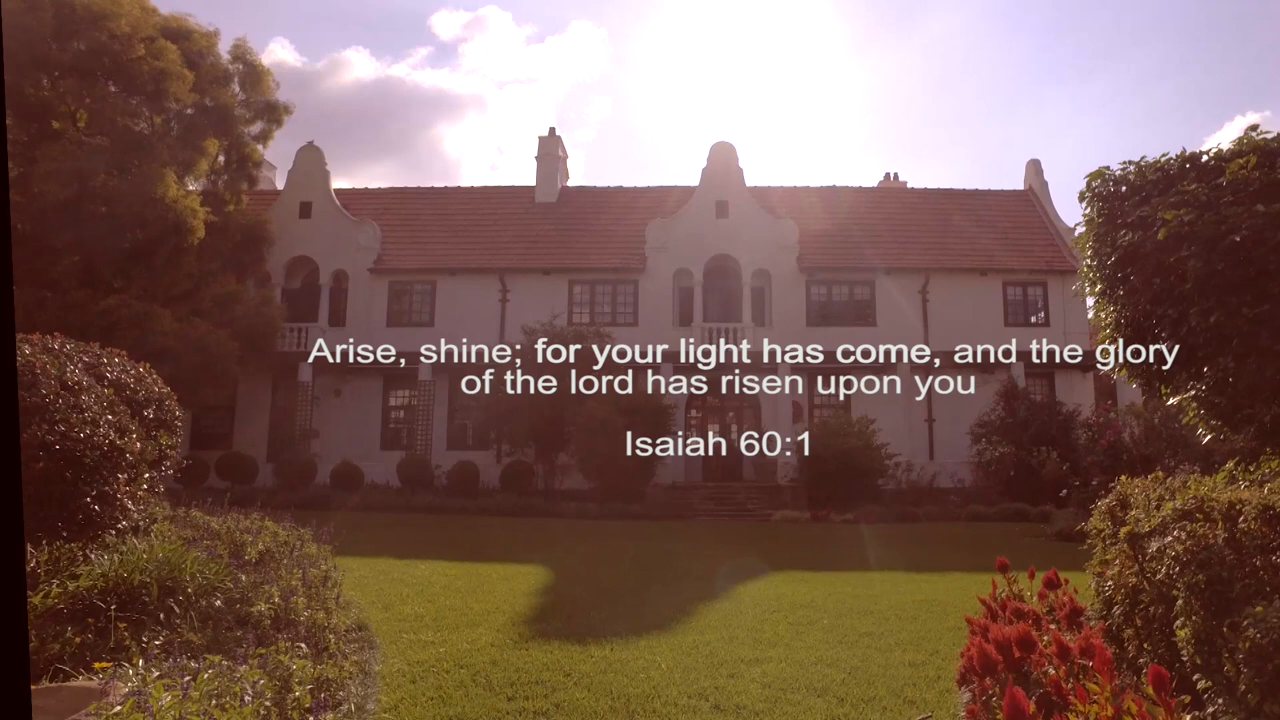 Arise, shine; for your light has come, and the glory
of the lord has risen upon you
Isaiah 60:1